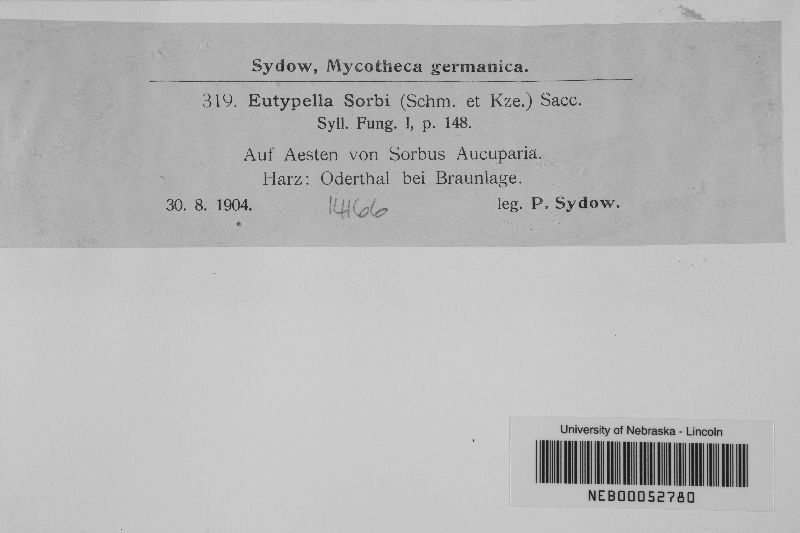 Sydow, Mycotheca germanica.
319. Eutypella Sorbi (Schm. et Kze.) Sacc.
Syll. Fung. I, p. 148.
Auf Aesten von Sorbus Aucuparia.
Harz: Oderthal bei Braunlage.
30. 8. 1904. 14166 leg. P. Sydow.
University of Nebraska - Lincoln
NEB00052780